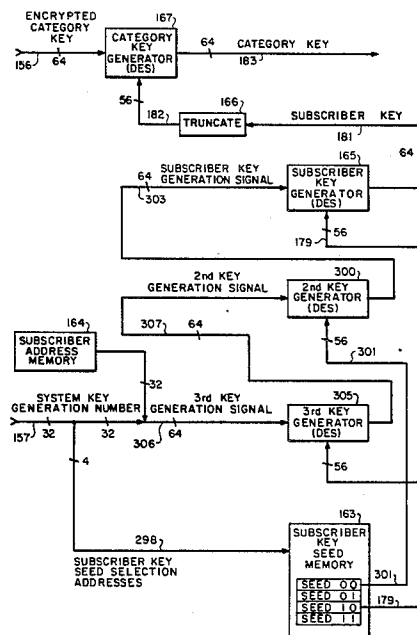 ENCRYPTED
CATEGORY
KEY
64
156
167
CATEGORY
KEY
GENERATOR
(DES)
64
CATEGORY KEY
183
56
182
166
TRUNCATE
SUBSCRIBER KEY
181
64
SUBSCRIBER KEY
GENERATION SIGNAL
64
303
165
SUBSCRIBER
KEY
GENERATOR
(DES)
179
56
2nd KEY
GENERATION SIGNAL
307
64
300
2nd KEY
GENERATOR
(DES)
56
301
164
SUBSCRIBER
ADDRESS
MEMORY
32
SYSTEM KEY
GENERATION NUMBER
157
32
32
3rd KEY
GENERATION SIGNAL
306
64
305
3rd KEY
GENERATOR
(DES)
56
4
298
SUBSCRIBER KEY
SEED SELECTION
ADDRESSES
163
SUBSCRIBER
KEY
SEED
MEMORY
SEED 00
SEED 01
SEED 10
SEED 11
301
179